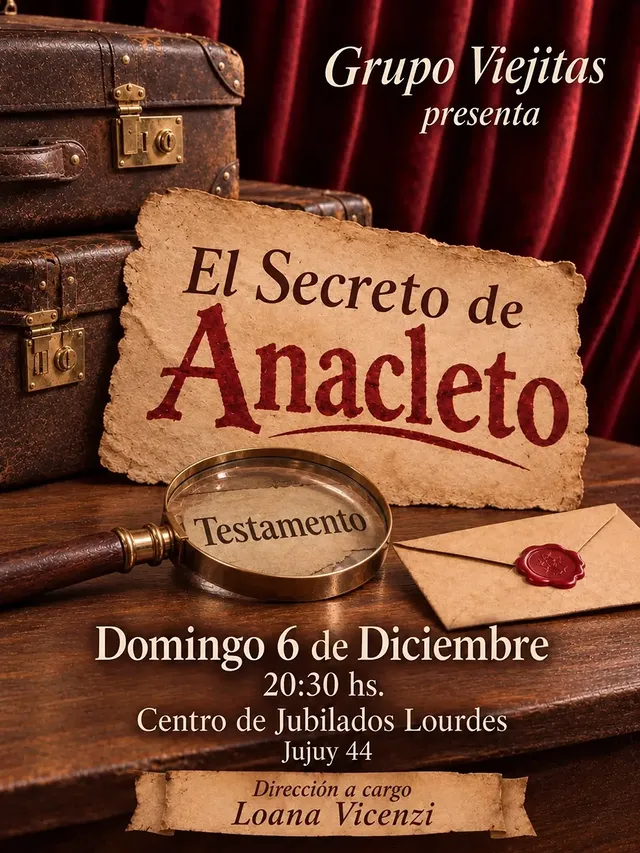 Grupo Viejitas
presenta
El Secreto de
Anacleto
Testamento
Domingo 6 de Diciembre
20:30 hs.
Centro de Jubilados Lourdes
Jujuy 44
Dirección a cargo
Loana Vicenzi